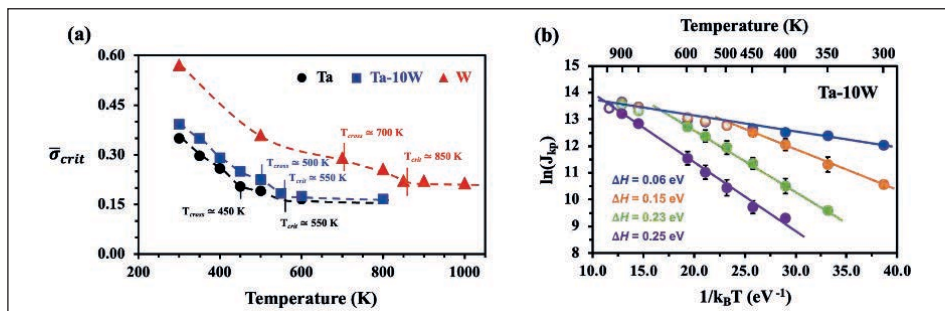 (a)
0.60
Ta
Ta-10W
W
0.45
σ̄crit
0.30
0.15
0.00
Tcross ≃ 700 K
Tcross ≃ 500 K
Tcrit ≃ 850 K
Tcrit ≃ 550 K
Tcross ≃ 450 K
Tcrit ≃ 550 K
200 400 600 800 1000
Temperature (K)
(b)
Temperature (K)
900 600 500 450 400 350 300
Ta-10W
ln(Jkp)
15
14
13
12
11
10
9
8
ΔH = 0.06 eV
ΔH = 0.15 eV
ΔH = 0.23 eV
ΔH = 0.25 eV
10.0 15.0 20.0 25.0 30.0 35.0 40.0
1/kBT (eV⁻¹)